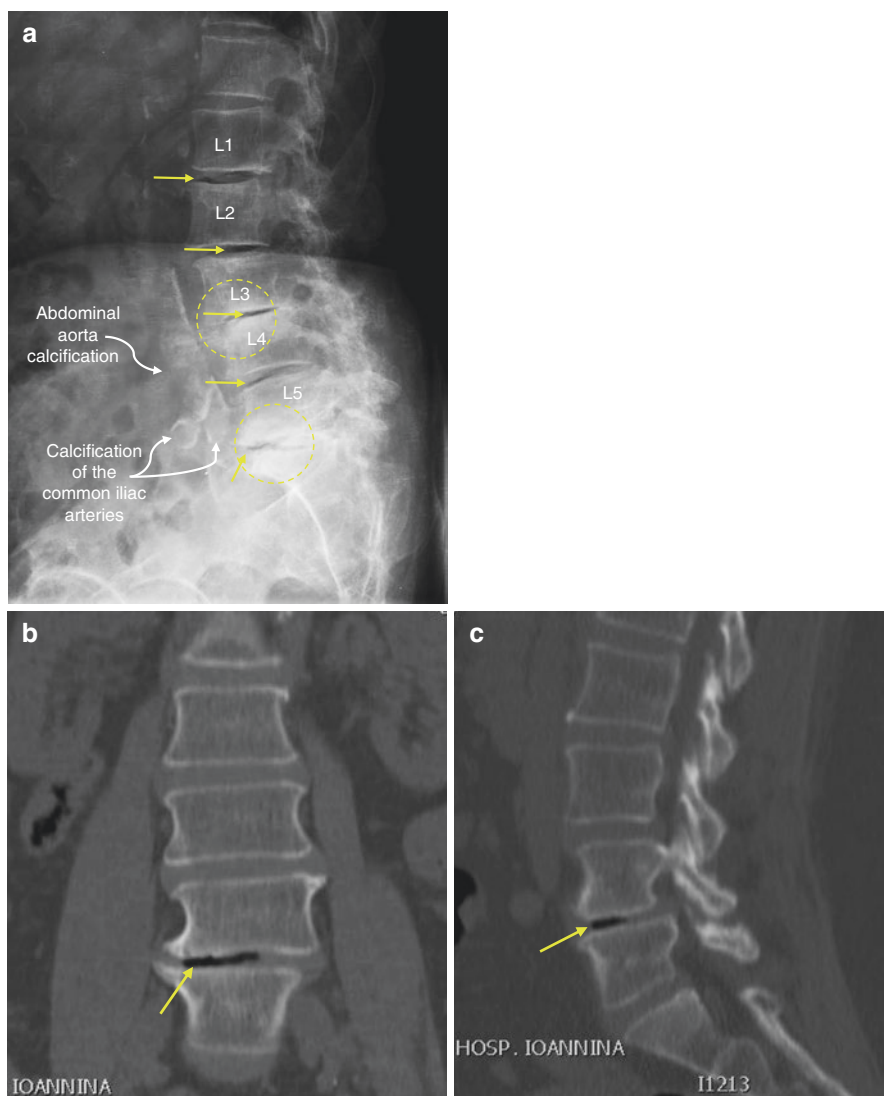 a
L1
L2
L3
L4
L5
Abdominal
aorta
calcification
Calcification
of the
common iliac
arteries
b
IOANNINA
c
HOSP. IOANNINA
I1213